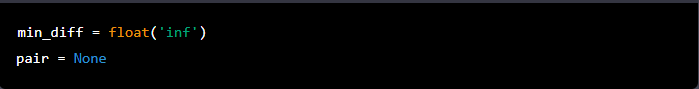 min_diff = float('inf')
pair = None